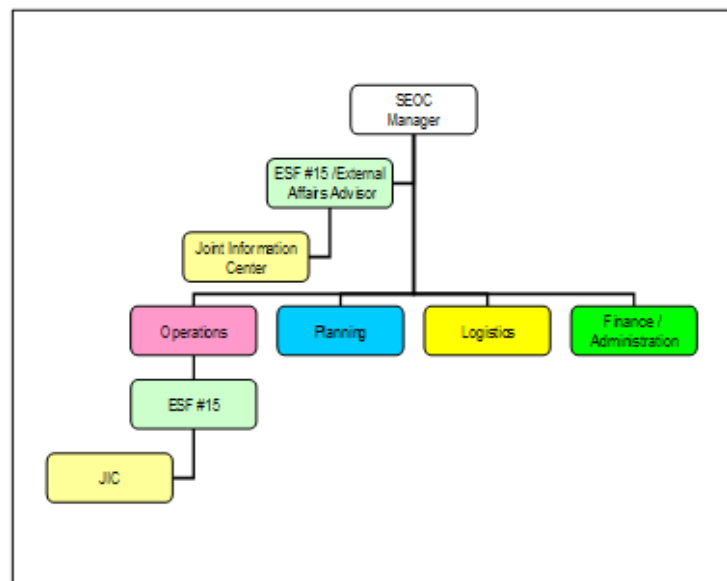 SEOC
Manager
ESF #15 /External
Affairs Advisor
Joint Information
Center
Operations
Planning
Logistics
Finance /
Administration
ESF #15
JIC